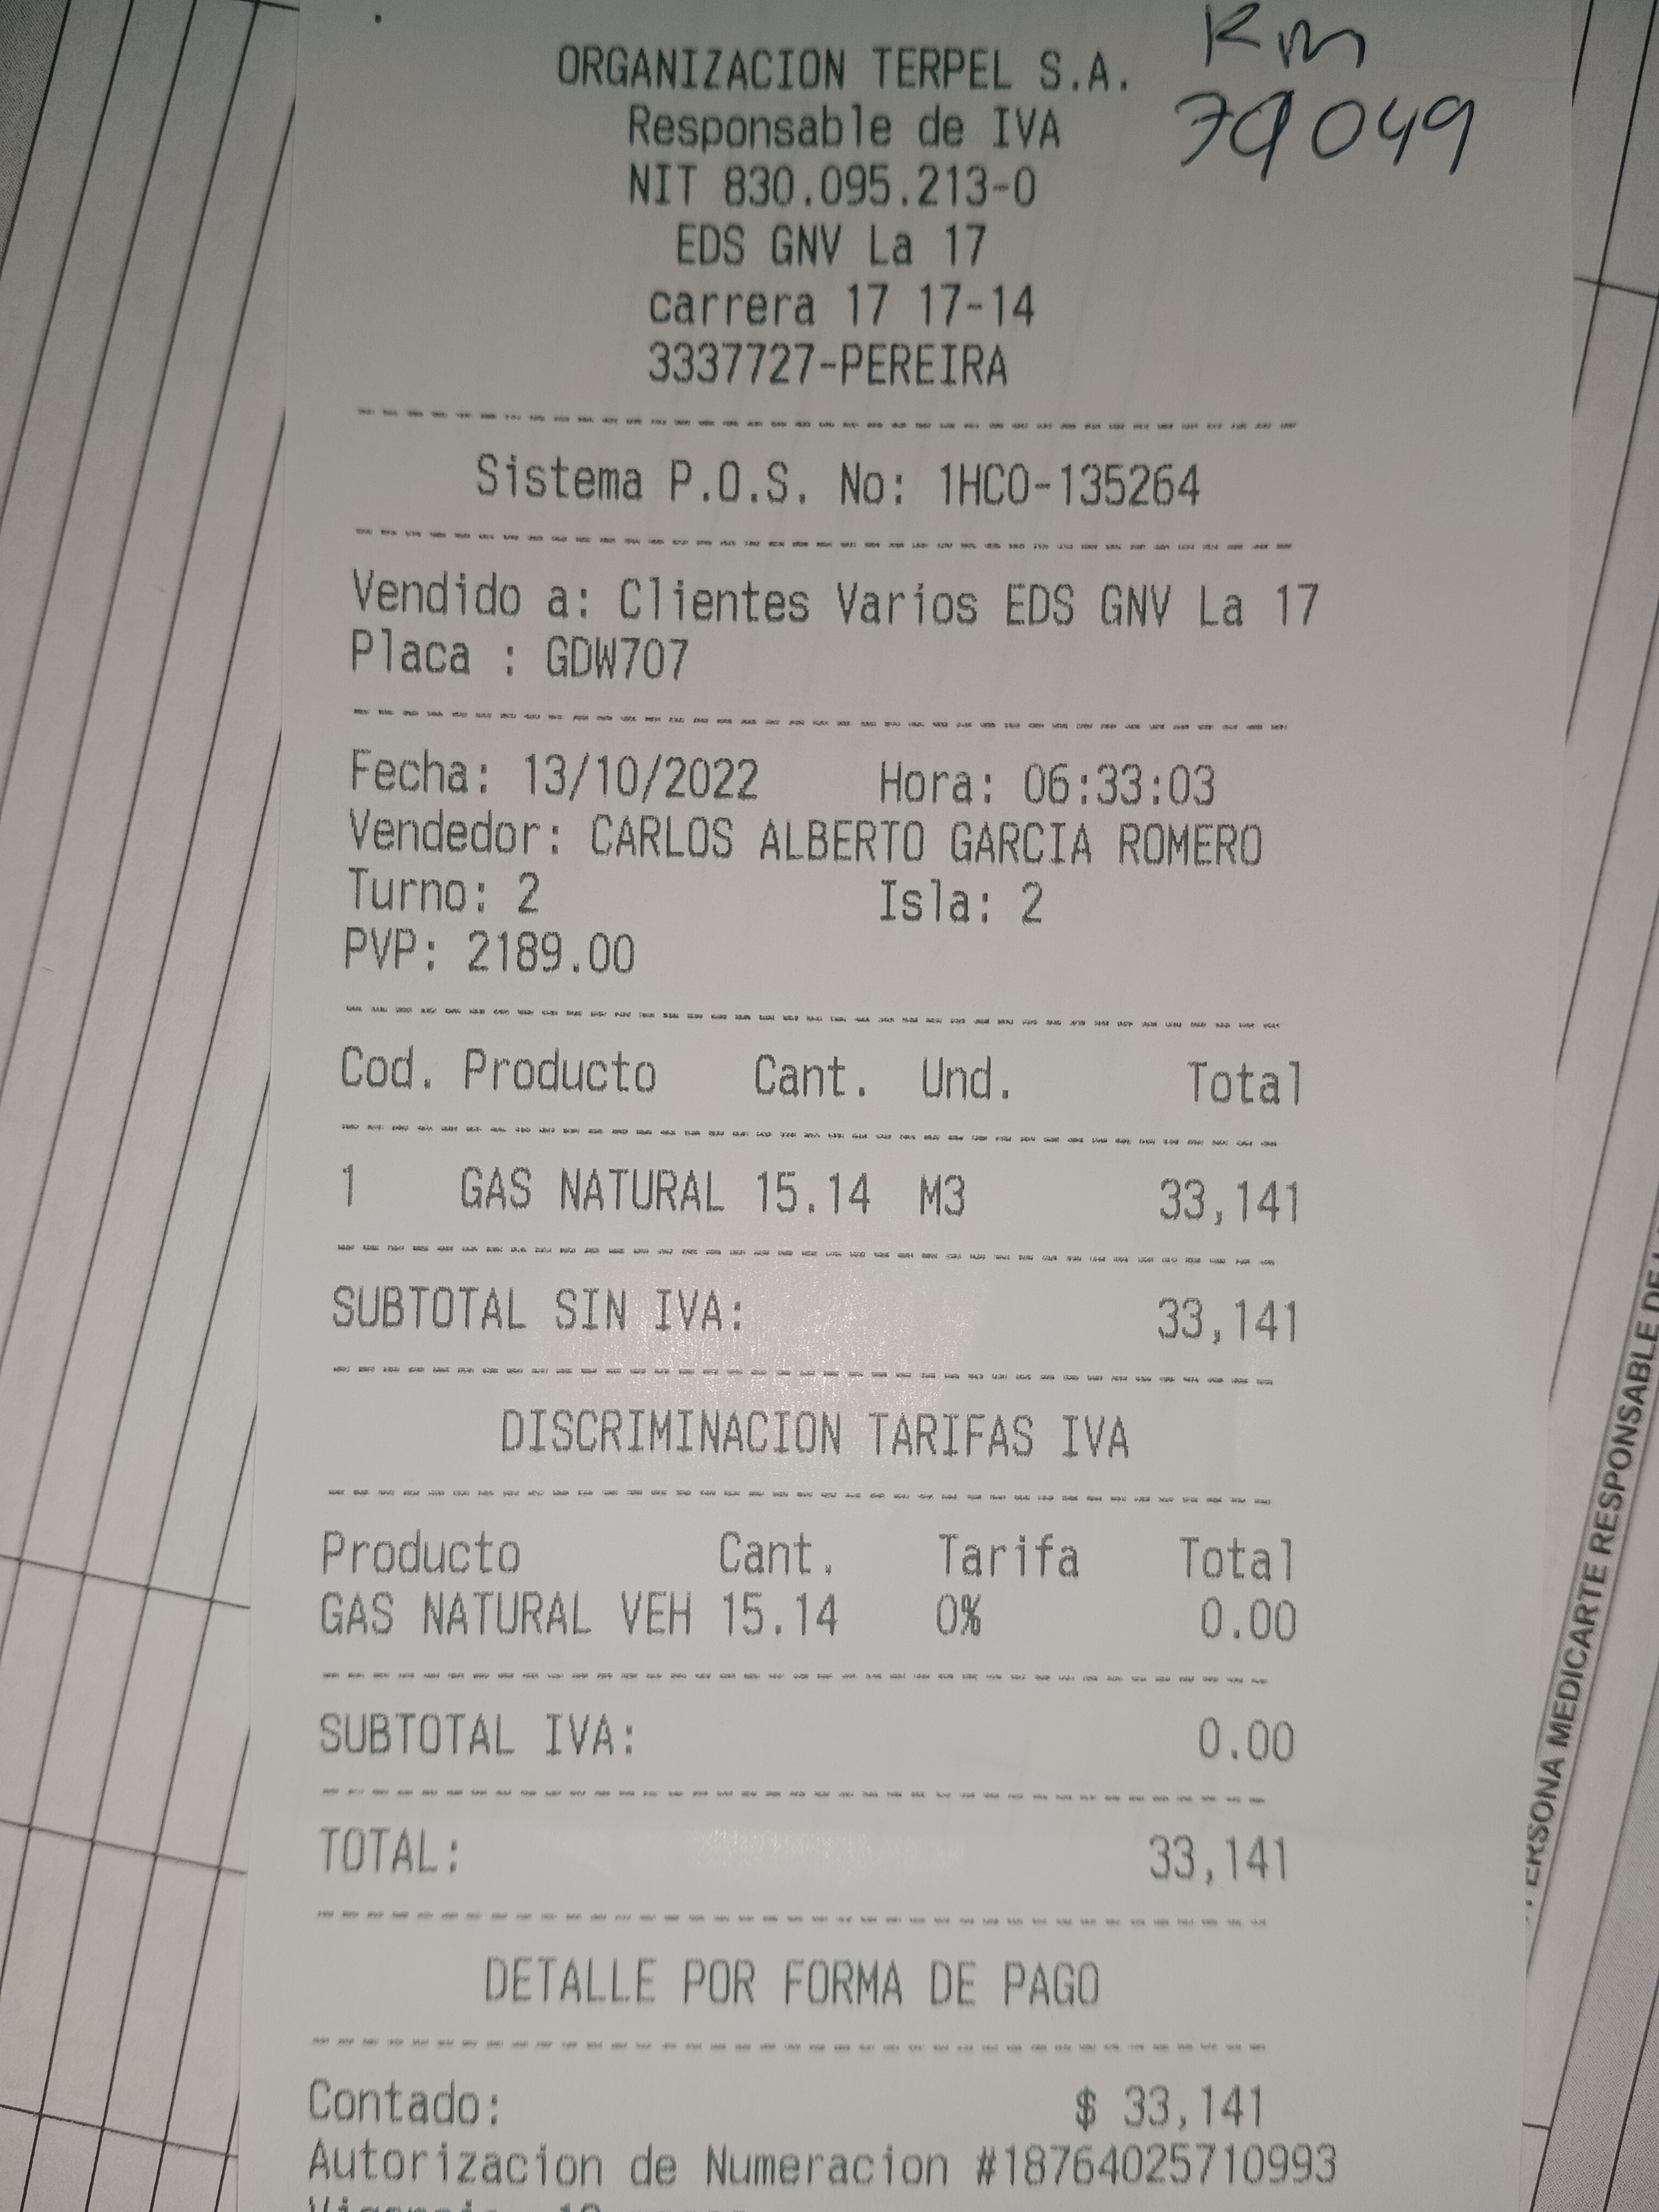 Km
79049
ORGANIZACION TERPEL S.A.
Responsable de IVA
NIT 830.095.213-0
EDS GNV La 17
carrera 17 17-14
3337727-PEREIRA
Sistema P.O.S. No: 1HCO-135264
Vendido a: Clientes Varios EDS GNV La 17
Placa : GDW707
Fecha: 13/10/2022 Hora: 06:33:03
Vendedor: CARLOS ALBERTO GARCIA ROMERO
Turno: 2 Isla: 2
PVP: 2189.00
Cod. Producto Cant. Und. Total
1 GAS NATURAL 15.14 M3 33,141
SUBTOTAL SIN IVA: 33,141
DISCRIMINACION TARIFAS IVA
Producto Cant. Tarifa Total
GAS NATURAL VEH 15.14 0% 0.00
SUBTOTAL IVA: 0.00
TOTAL: 33,141
DETALLE POR FORMA DE PAGO
Contado: $ 33,141
Autorizacion de Numeracion #18764025710993
PERSONA MEDICARTE RESPONSABLE DE